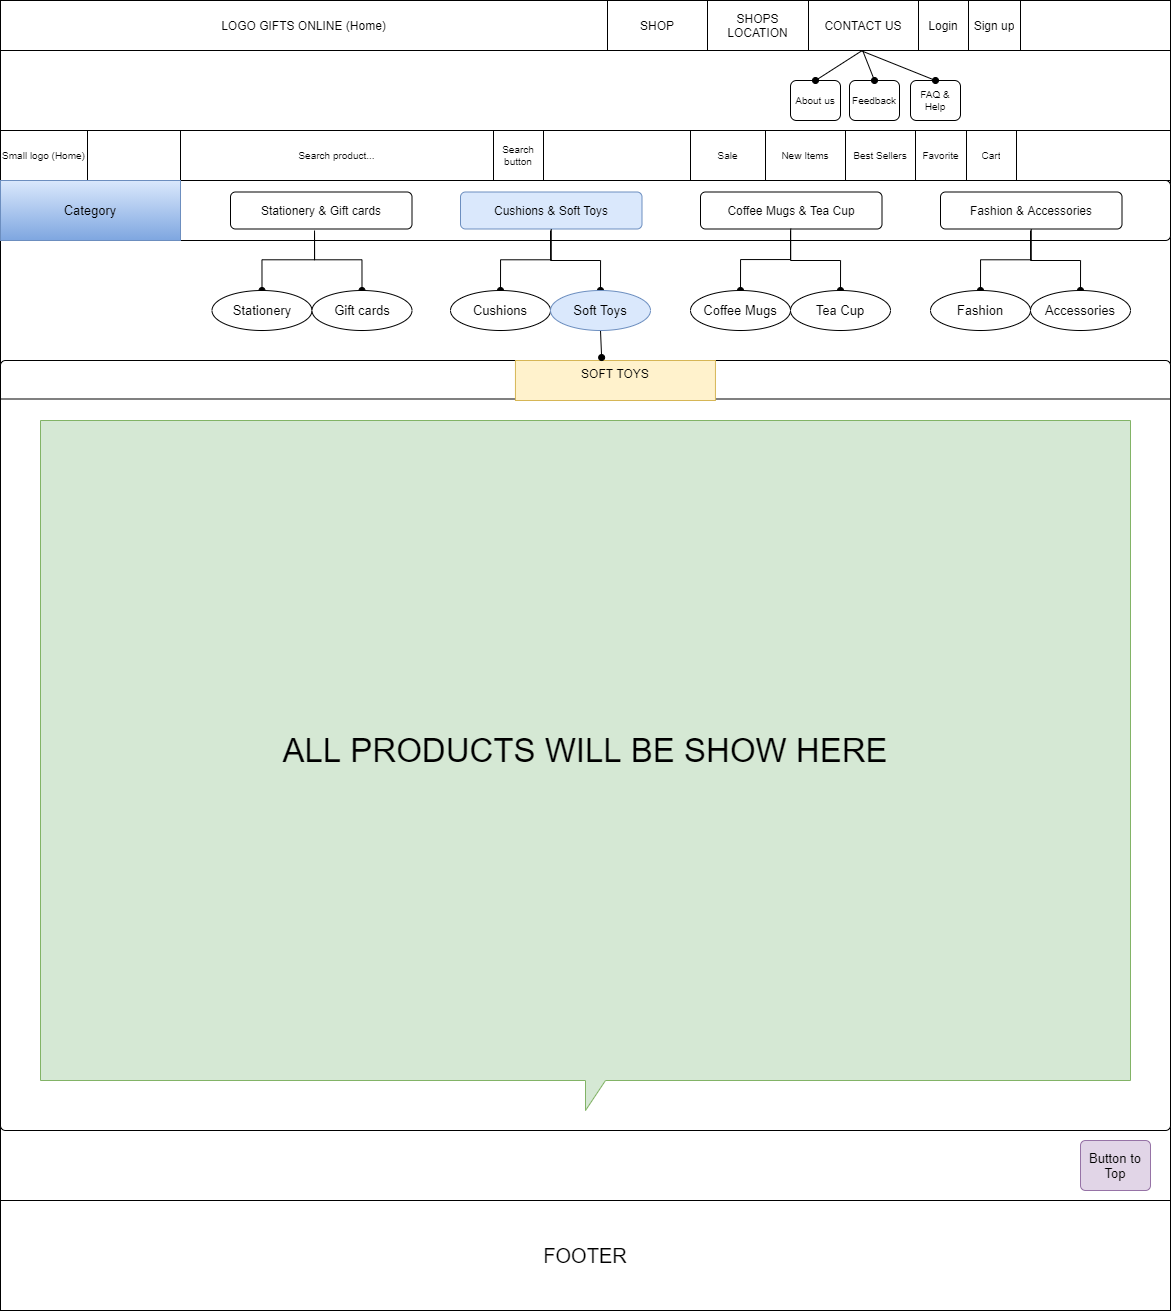 LOGO GIFTS ONLINE (Home)
SHOP
SHOPS
LOCATION
CONTACT US
Login
Sign up
About us
Feedback
FAQ &
Help
Small logo (Home)
Search product...
Search
button
Sale
New Items
Best Sellers
Favorite
Cart
Category
Stationery & Gift cards
Cushions & Soft Toys
Coffee Mugs & Tea Cup
Fashion & Accessories
Stationery
Gift cards
Cushions
Soft Toys
Coffee Mugs
Tea Cup
Fashion
Accessories
SOFT TOYS
ALL PRODUCTS WILL BE SHOW HERE
Button to
Top
FOOTER